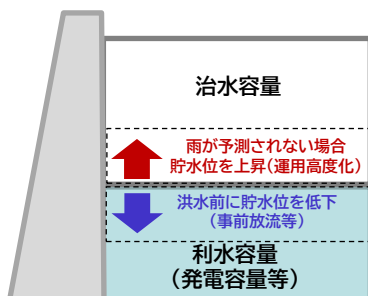 治水容量
雨が予測されない場合
貯水位を上昇(運用高度化)
洪水前に貯水位を低下
(事前放流等)
利水容量
(発電容量等)